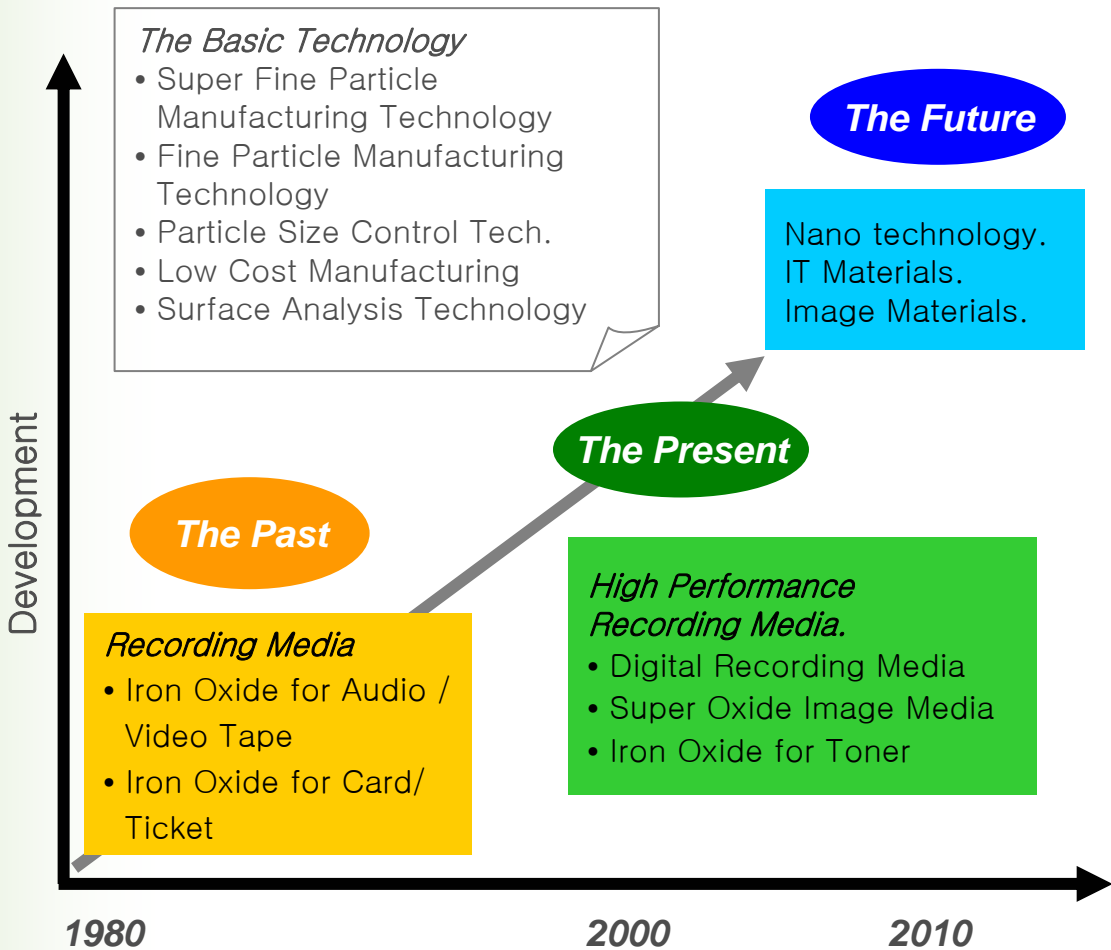 The Basic Technology
• Super Fine Particle
Manufacturing Technology
• Fine Particle Manufacturing
Technology
• Particle Size Control Tech.
• Low Cost Manufacturing
• Surface Analysis Technology
The Future
Nano technology.
IT Materials.
Image Materials.
The Present
The Past
High Performance
Recording Media.
• Digital Recording Media
• Super Oxide Image Media
• Iron Oxide for Toner
Recording Media
• Iron Oxide for Audio /
Video Tape
• Iron Oxide for Card/
Ticket
Development
1980
2000
2010